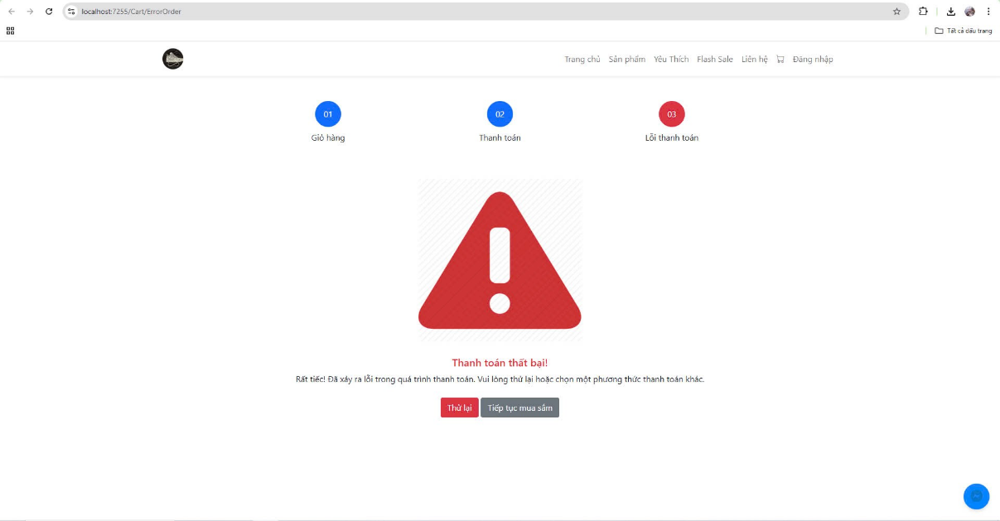 localhost:7255/Cart/ErrorOrder
Tất cả dấu trang
Trang chủ Sản phẩm Yêu Thích Flash Sale Liên hệ Đăng nhập
01 02 03
Giỏ hàng Thanh toán Lỗi thanh toán
Thanh toán thất bại!
Rất tiếc! Đã xảy ra lỗi trong quá trình thanh toán. Vui lòng thử lại hoặc chọn một phương thức thanh toán khác.
Thử lại Tiếp tục mua sắm